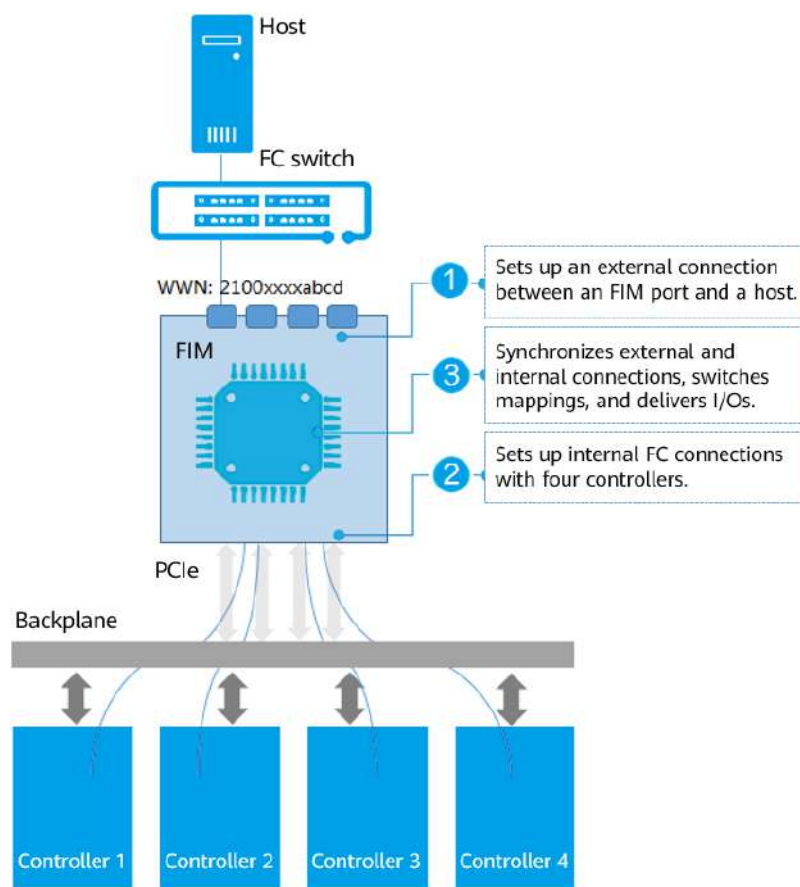 Host
FC switch
WWN: 2100xxxxabcd
FIM
1
Sets up an external connection
between an FIM port and a host.
3
Synchronizes external and
internal connections, switches
mappings, and delivers I/Os.
2
Sets up internal FC connections
with four controllers.
PCIe
Backplane
Controller 1
Controller 2
Controller 3
Controller 4